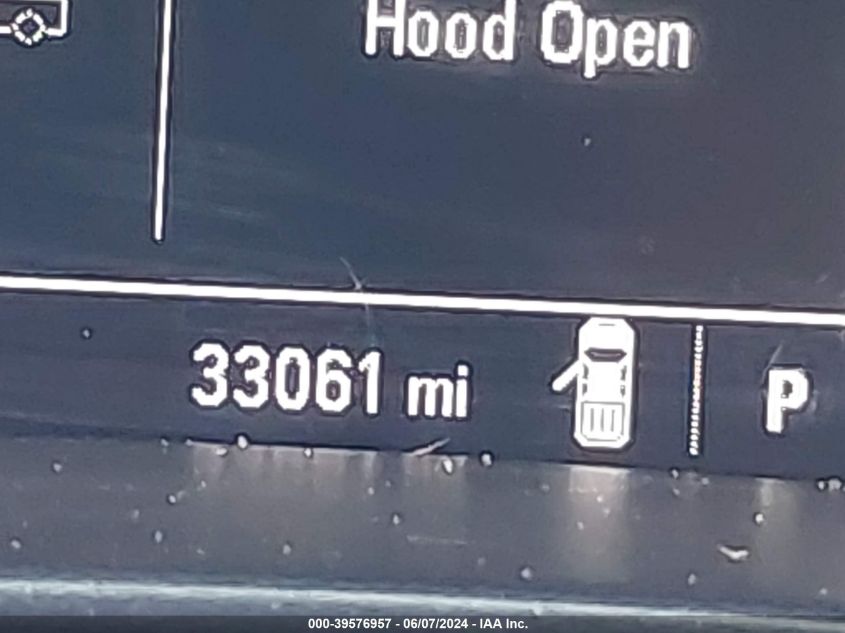 Hood Open
33061 mi
P
000-39576957 - 06/07/2024 - IAA Inc.